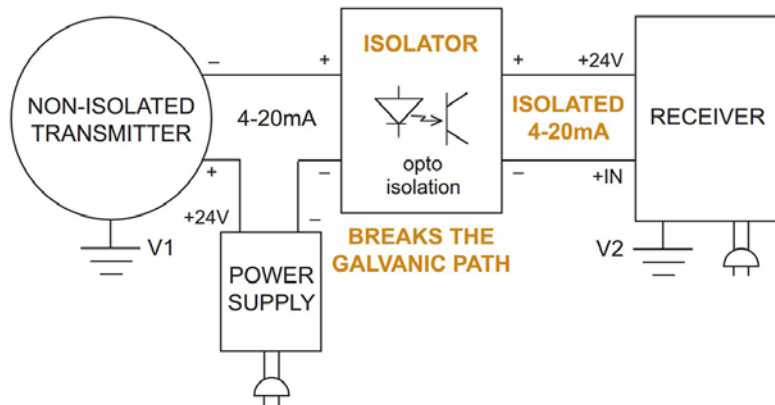 ISOLATOR
–
+
+
+24V
NON-ISOLATED
TRANSMITTER
4-20mA
ISOLATED
4-20mA
RECEIVER
opto
isolation
+
–
–
+IN
+24V
–
V1
BREAKS THE
GALVANIC PATH
V2
POWER
SUPPLY